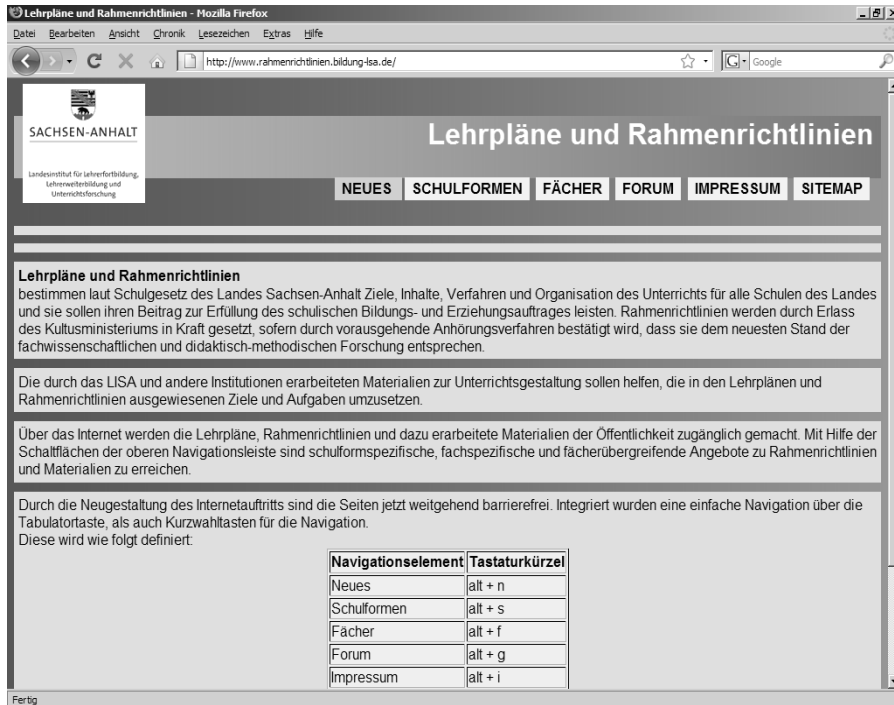 Lehrpläne und Rahmenrichtlinien - Mozilla Firefox
Datei Bearbeiten Ansicht Chronik Lesezeichen Extras Hilfe
http://www.rahmenrichtlinien.bildung-lsa.de/
Google
SACHSEN-ANHALT
Landesinstitut für Lehrerfortbildung,
Lehrerweiterbildung und
Unterrichtsforschung
Lehrpläne und Rahmenrichtlinien
NEUES SCHULFORMEN FÄCHER FORUM IMPRESSUM SITEMAP
Lehrpläne und Rahmenrichtlinien
bestimmen laut Schulgesetz des Landes Sachsen-Anhalt Ziele, Inhalte, Verfahren und Organisation des Unterrichts für alle Schulen des Landes
und sie sollen ihren Beitrag zur Erfüllung des schulischen Bildungs- und Erziehungsauftrages leisten. Rahmenrichtlinien werden durch Erlass
des Kultusministeriums in Kraft gesetzt, sofern durch vorausgehende Anhörungsverfahren bestätigt wird, dass sie dem neuesten Stand der
fachwissenschaftlichen und didaktisch-methodischen Forschung entsprechen.
Die durch das LISA und andere Institutionen erarbeiteten Materialien zur Unterrichtsgestaltung sollen helfen, die in den Lehrplänen und
Rahmenrichtlinien ausgewiesenen Ziele und Aufgaben umzusetzen.
Über das Internet werden die Lehrpläne, Rahmenrichtlinien und dazu erarbeitete Materialien der Öffentlichkeit zugänglich gemacht. Mit Hilfe der
Schaltflächen der oberen Navigationsleiste sind schulformspezifische, fachspezifische und fächerübergreifende Angebote zu Rahmenrichtlinien
und Materialien zu erreichen.
Durch die Neugestaltung des Internetauftritts sind die Seiten jetzt weitgehend barrierefrei. Integriert wurden eine einfache Navigation über die
Tabulatortaste, als auch Kurzwahltasten für die Navigation.
Diese wird wie folgt definiert:
Navigationselement Tastaturkürzel
Neues alt + n
Schulformen alt + s
Fächer alt + f
Forum alt + g
Impressum alt + i
Fertig